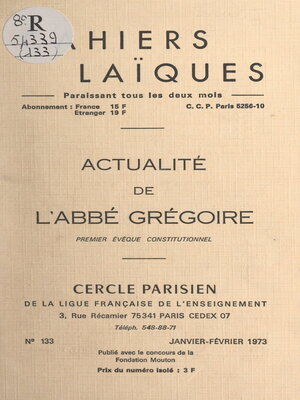 8º
R
54339
(133)
AHIERS
LAÏQUES
Paraissant tous les deux mois
Abonnement : France 15 F
Etranger 19 F
C. C. P. Paris 5256-10
ACTUALITÉ
DE
L'ABBÉ GRÉGOIRE
PREMIER ÉVÊQUE CONSTITUTIONNEL
CERCLE PARISIEN
DE LA LIGUE FRANÇAISE DE L'ENSEIGNEMENT
3, Rue Récamier 75341 PARIS CEDEX 07
Téléph. 548-88-71
N° 133
JANVIER-FÉVRIER 1973
Publié avec le concours de la
Fondation Mouton
Prix du numéro isolé : 3 F